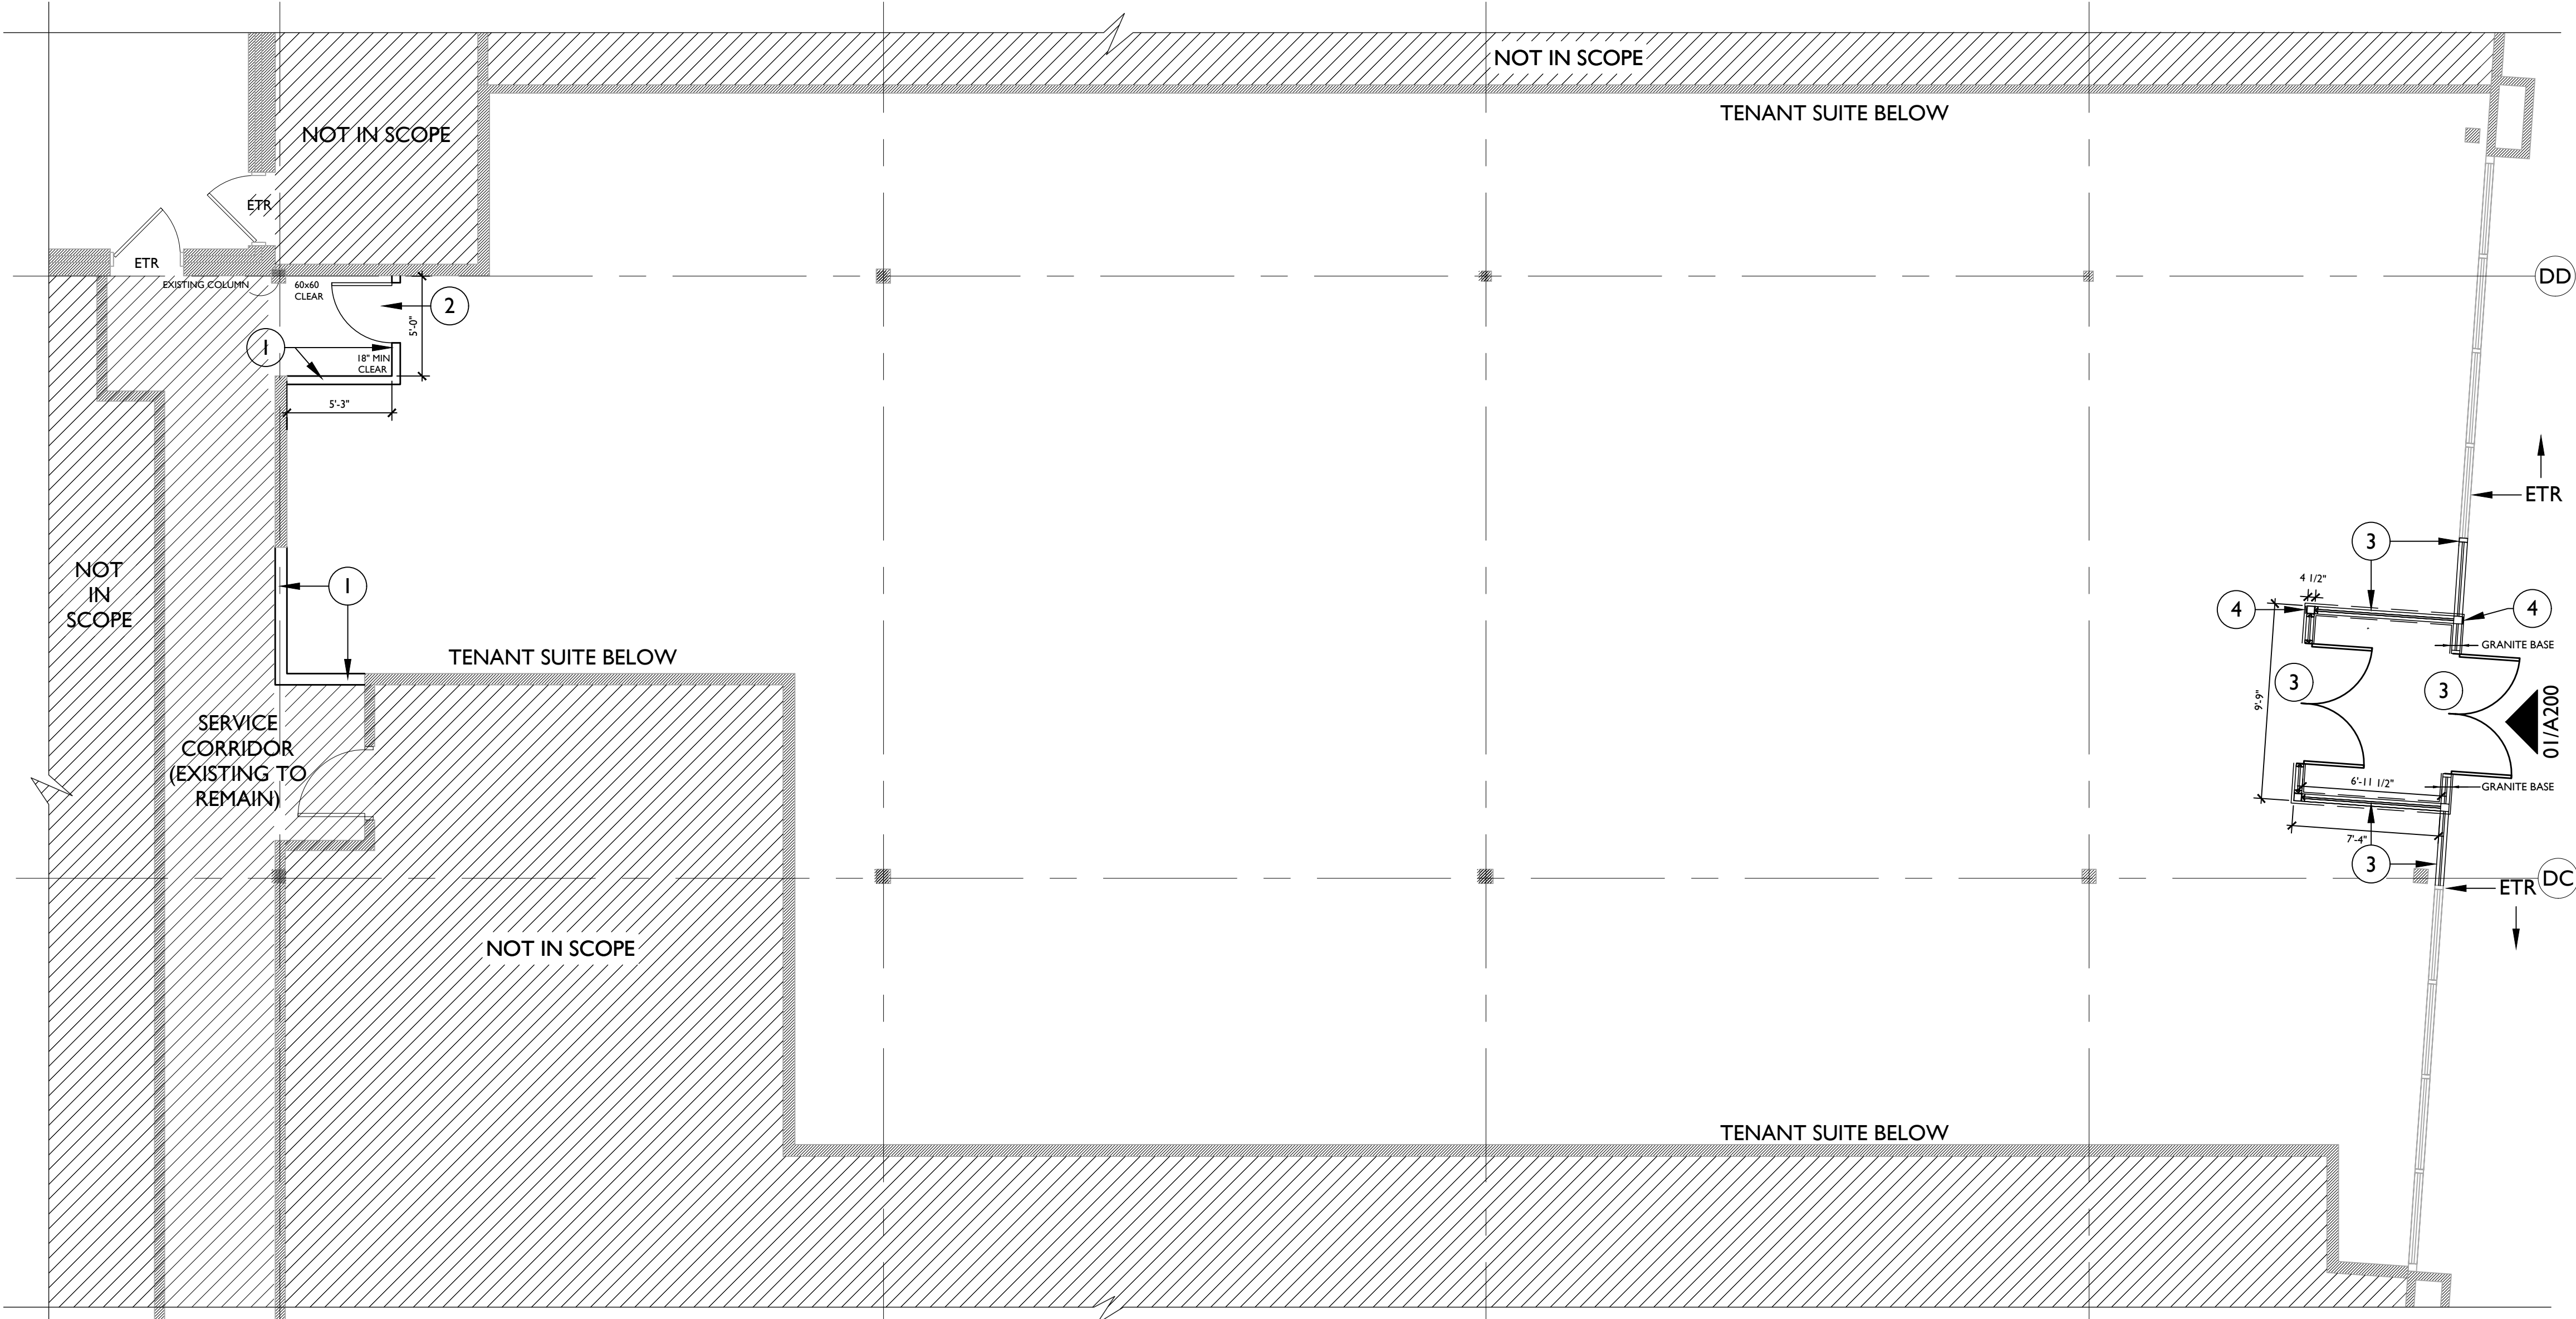 NOT IN SCOPE
TENANT SUITE BELOW
NOT IN SCOPE
ETR
ETR
DD
EXISTING COLUMN
60x60
CLEAR
2
5'-0"
1
18" MIN
CLEAR
5'-3"
ETR
3
NOT
IN
SCOPE
1
4 1/2"
4
4
GRANITE BASE
TENANT SUITE BELOW
3
3
9'-9"
01/A200
SERVICE
CORRIDOR
(EXISTING TO
REMAIN)
6'-11 1/2"
GRANITE BASE
7'-4"
3
DC
ETR
NOT IN SCOPE
TENANT SUITE BELOW